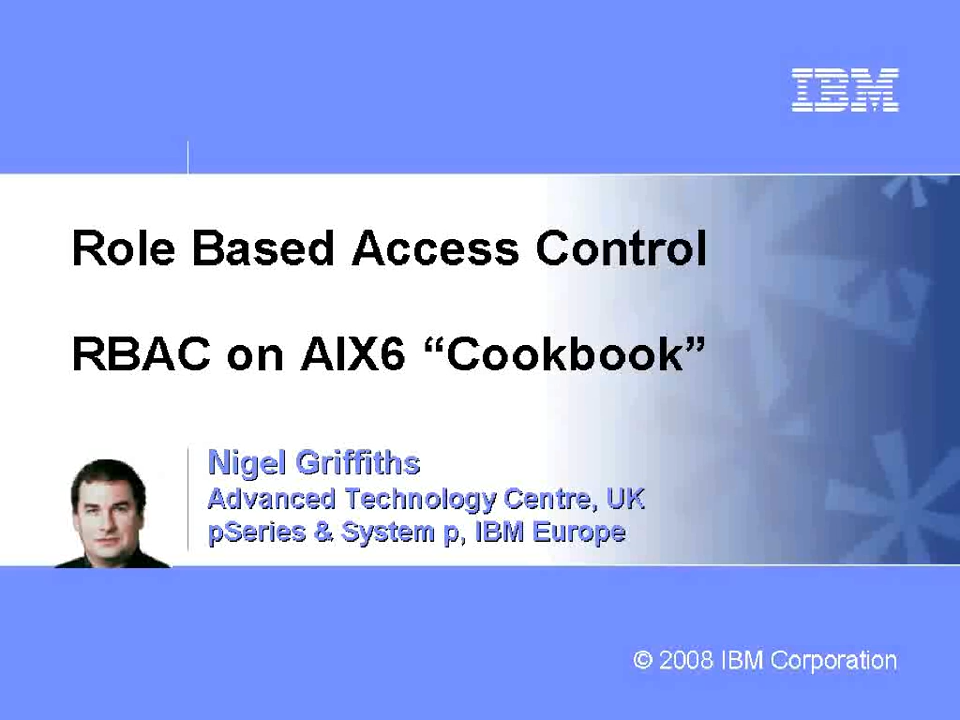 IBM
Role Based Access Control
RBAC on AIX6 “Cookbook”
Nigel Griffiths
Advanced Technology Centre, UK
pSeries & System p, IBM Europe
© 2008 IBM Corporation